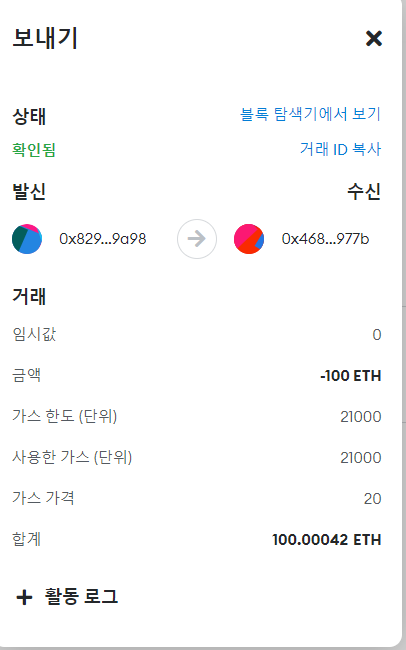 보내기
상태 블록 탐색기에서 보기
확인됨 거래 ID 복사
발신 수신
0x829...9a98 0x468...977b
거래
임시값 0
금액 -100 ETH
가스 한도 (단위) 21000
사용한 가스 (단위) 21000
가스 가격 20
합계 100.00042 ETH
+ 활동 로그